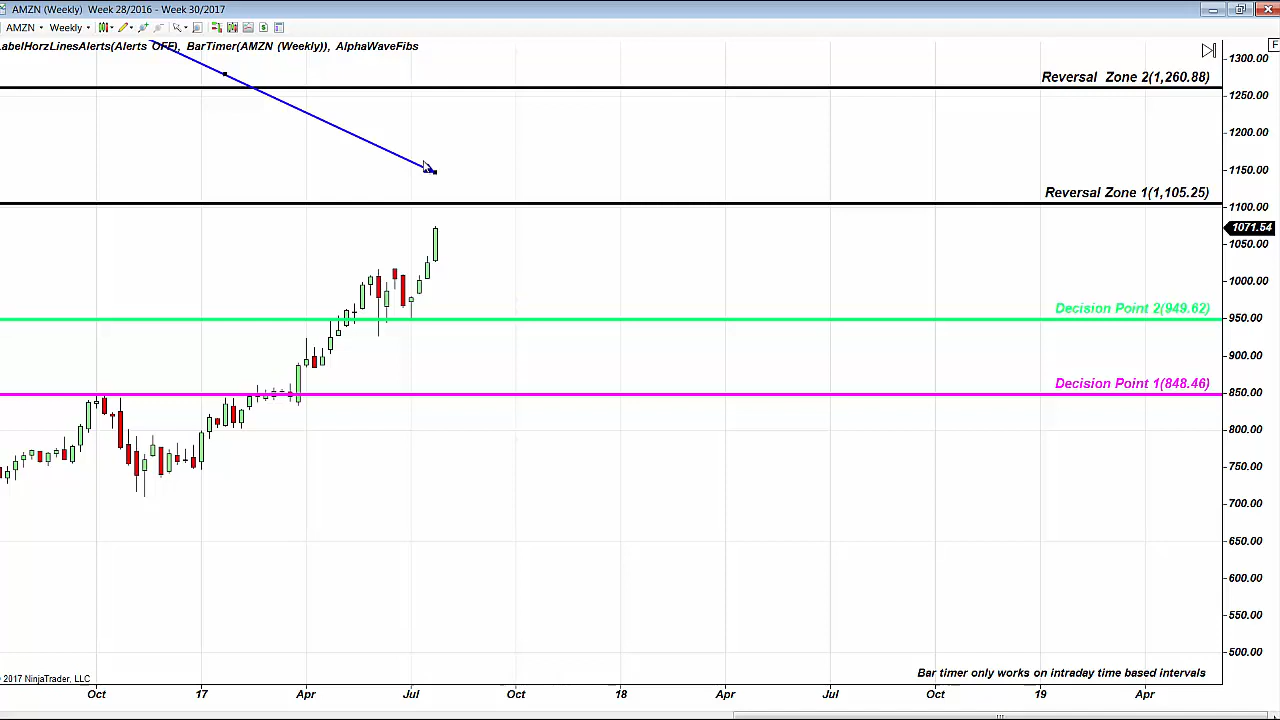 AMZN (Weekly) Week 28/2016 - Week 30/2017
AMZN Weekly
LabelHorzLinesAlerts(Alerts OFF), BarTimer(AMZN (Weekly)), AlphaWaveFibs
F
1300.00
Reversal Zone 2(1,260.88)
1250.00
1200.00
1150.00
Reversal Zone 1(1,105.25)
1100.00
1071.54
1050.00
1000.00
Decision Point 2(949.62)
950.00
900.00
Decision Point 1(848.46)
850.00
800.00
750.00
700.00
650.00
600.00
550.00
500.00
Bar timer only works on intraday time based intervals
© 2017 NinjaTrader, LLC
Oct 17 Apr Jul Oct 18 Apr Jul Oct 19 Apr